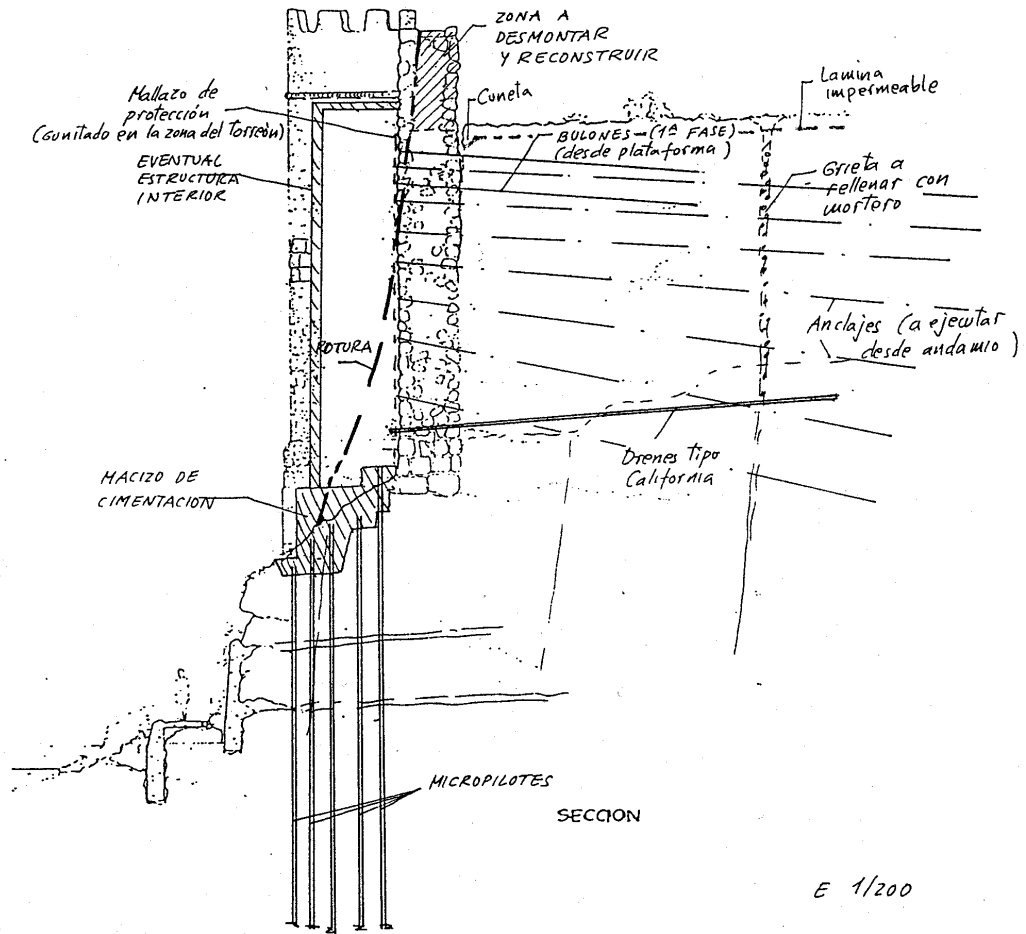 ZONA A
DESMONTAR
Y RECONSTRUIR
Mallazo de
protección
(Gunitado en la zona del Torreón)
EVENTUAL
ESTRUCTURA
INTERIOR
Cuneta
Lamina
impermeable
BULONES (1ª FASE)
(desde plataforma)
Grieta a
rellenar con
mortero
ROTURA
Anclajes (a ejecutar
desde andamio)
Drenes tipo
California
MACIZO DE
CIMENTACION
MICROPILOTES
SECCION
E 1/200